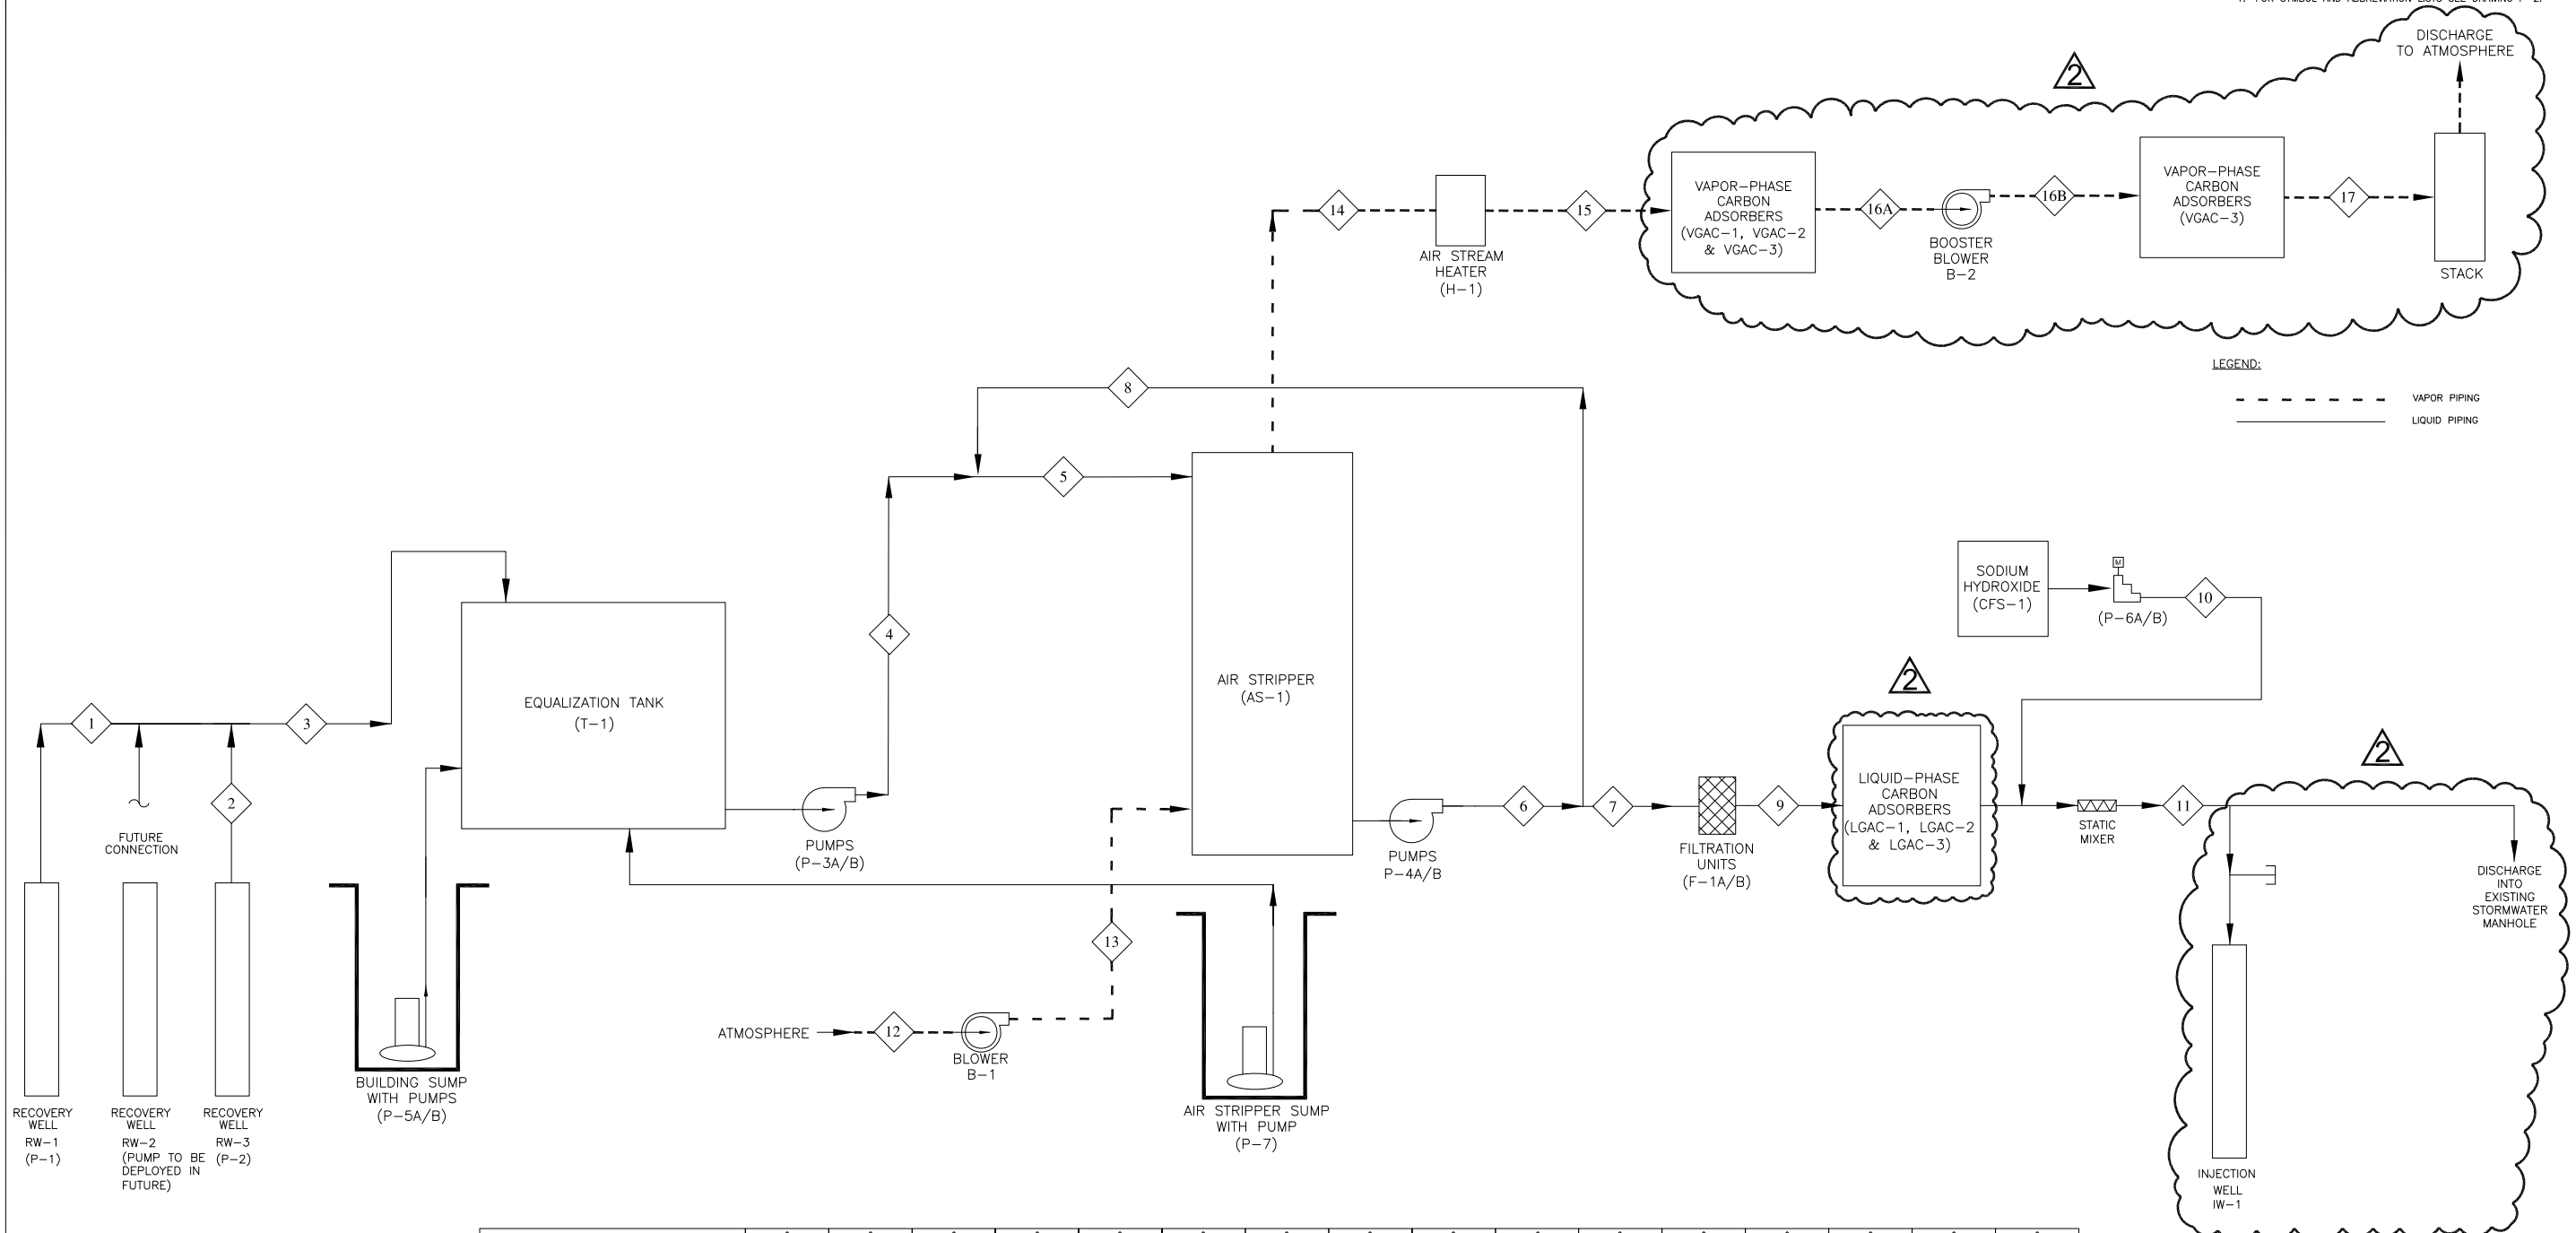 DISCHARGE
TO ATMOSPHERE
2
VAPOR-PHASE
CARBON
ADSORBERS
(VGAC-1, VGAC-2
& VGAC-3)
16A
BOOSTER
BLOWER
B-2
16B
VAPOR-PHASE
CARBON
ADSORBERS
(VGAC-3)
17
STACK
14
AIR STREAM
HEATER
(H-1)
15
LEGEND:
VAPOR PIPING
LIQUID PIPING
8
5
4
EQUALIZATION TANK
(T-1)
1
3
2
FUTURE
CONNECTION
PUMPS
(P-3A/B)
AIR STRIPPER
(AS-1)
PUMPS
P-4A/B
6
7
FILTRATION
UNITS
(F-1A/B)
9
2
LIQUID-PHASE
CARBON
ADSORBERS
(LGAC-1, LGAC-2
& LGAC-3)
SODIUM
HYDROXIDE
(CFS-1)
M
(P-6A/B)
10
STATIC
MIXER
11
2
DISCHARGE
INTO
EXISTING
STORMWATER
MANHOLE
INJECTION
WELL
IW-1
13
ATMOSPHERE
12
BLOWER
B-1
BUILDING SUMP
WITH PUMPS
(P-5A/B)
AIR STRIPPER SUMP
WITH PUMP
(P-7)
RECOVERY
WELL
RW-1
(P-1)
RECOVERY
WELL
RW-2
(PUMP TO BE
DEPLOYED IN
FUTURE)
RECOVERY
WELL
RW-3
(P-2)